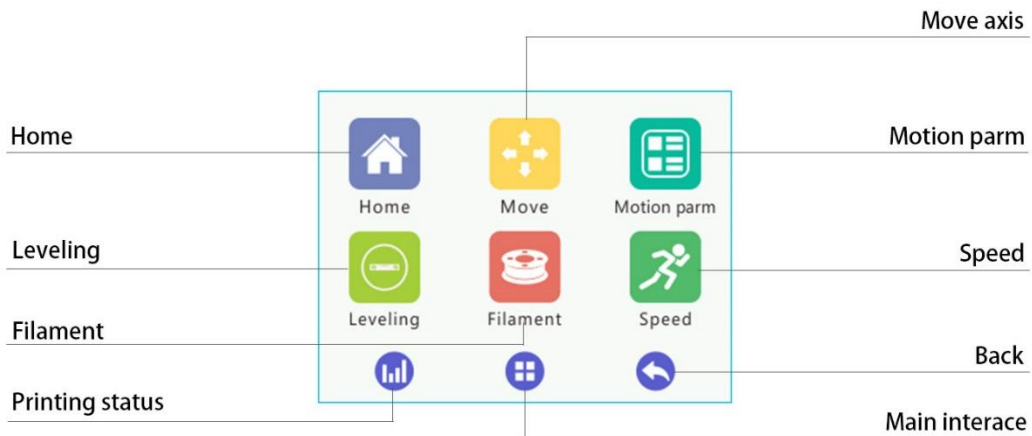 Move axis
Home
Motion parm
Home Move Motion parm
Leveling
Speed
Leveling Filament Speed
Filament
Back
Printing status
Main interace